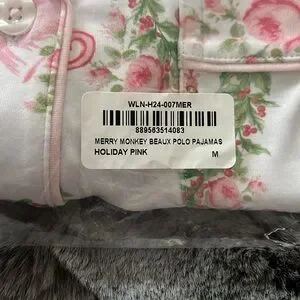 WLN-H24-007MER
889563514083
MERRY MONKEY BEAUX POLO PAJAMAS
HOLIDAY PINK M